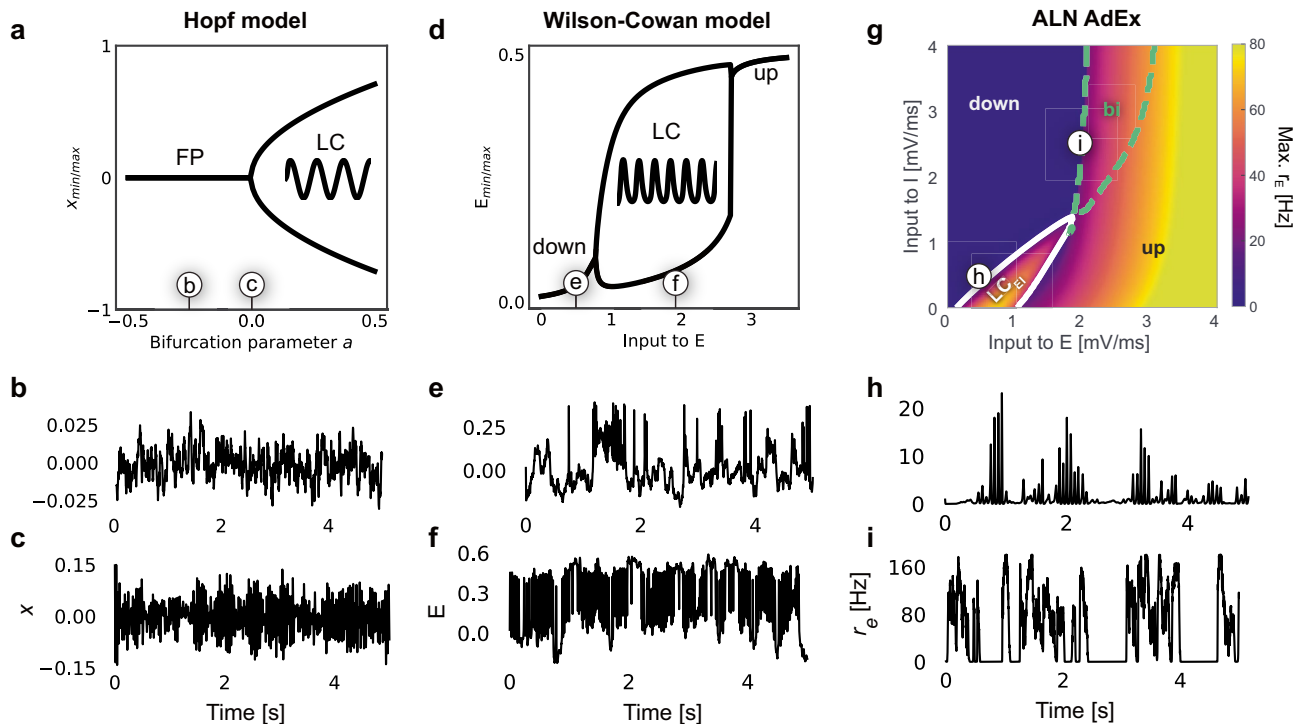 Hopf model
Wilson-Cowan model
ALN AdEx
a
1
0
−1
x min/max
FP
LC
b
c
−0.5
0.0
0.5
Bifurcation parameter a
d
0.5
0.0
E min/max
down
LC
up
e
f
0
1
2
3
Input to E
g
4
3
2
1
0
Input to I [mV/ms]
down
bi
i
h
LC EI
up
0
1
2
3
4
Input to E [mV/ms]
80
60
40
20
0
Max. r_E [Hz]
b
0.025
0.000
−0.025
0
2
4
e
0.25
0.00
0
2
4
h
20
10
0
0
2
4
c
0.15
0.00
−0.15
x
0
2
4
Time [s]
f
0.6
0.3
0.0
E
0
2
4
Time [s]
i
160
80
0
r_e [Hz]
0
2
4
Time [s]